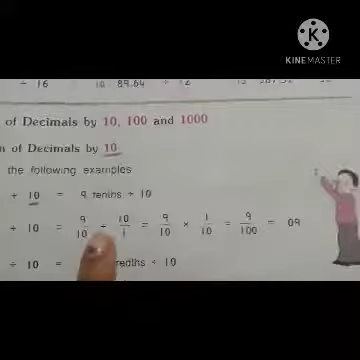 ÷ 16 10. 89.64 ÷ 12
KINEMASTER
of Decimals by 10, 100 and 1000
n of Decimals by 10
the following examples
÷ 10 = 9 tenths ÷ 10
÷ 10 = 9/10 ÷ 10/1 = 9/10 × 1/10 = 9/100 = 09
÷ 10 = redths ÷ 10